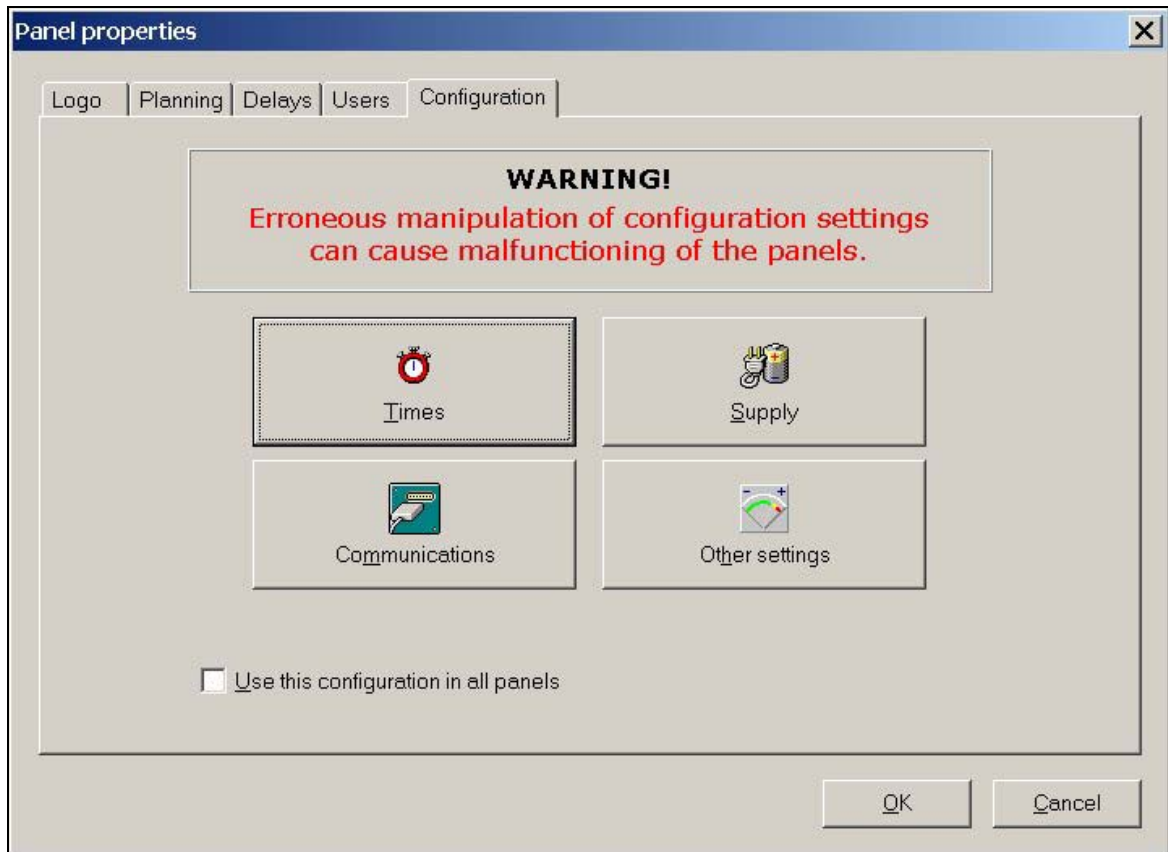 Panel properties
Logo Planning Delays Users Configuration
WARNING!
Erroneous manipulation of configuration settings
can cause malfunctioning of the panels.
Times Supply
Communications Other settings
Use this configuration in all panels
OK Cancel